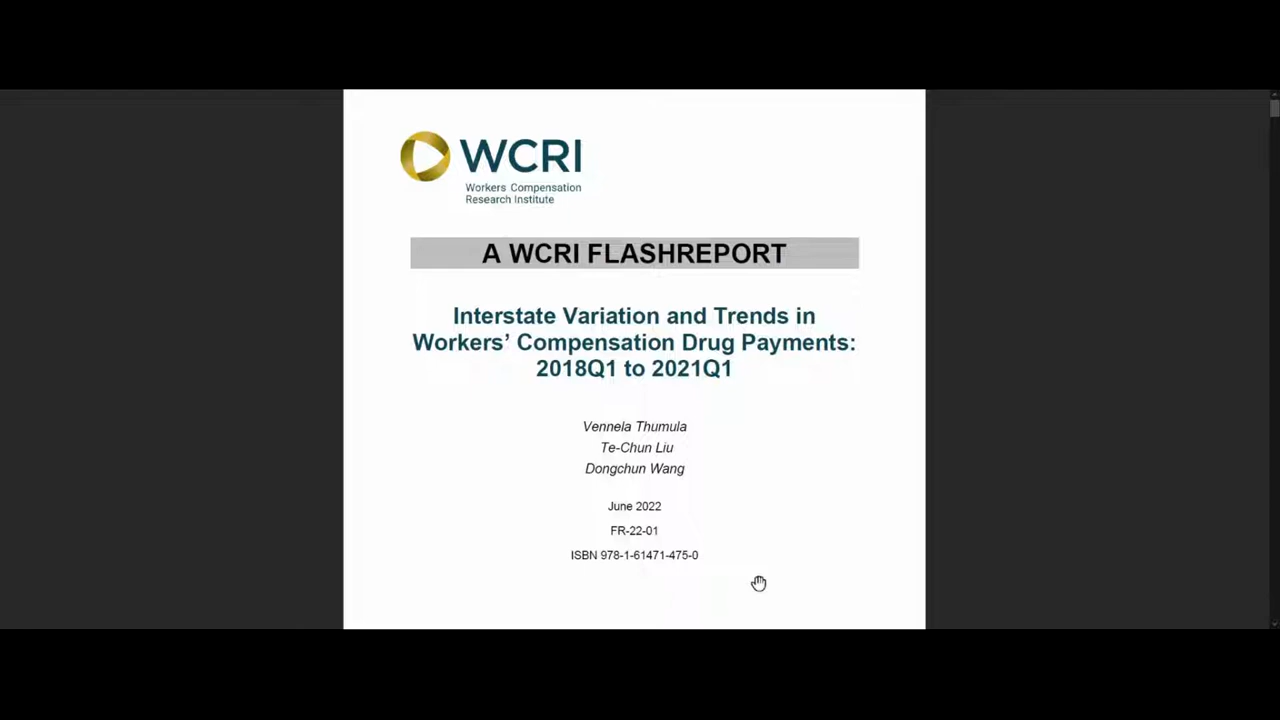 WCRI
Workers Compensation
Research Institute
A WCRI FLASHREPORT
Interstate Variation and Trends in
Workers’ Compensation Drug Payments:
2018Q1 to 2021Q1
Vennela Thumula
Te-Chun Liu
Dongchun Wang
June 2022
FR-22-01
ISBN 978-1-61471-475-0